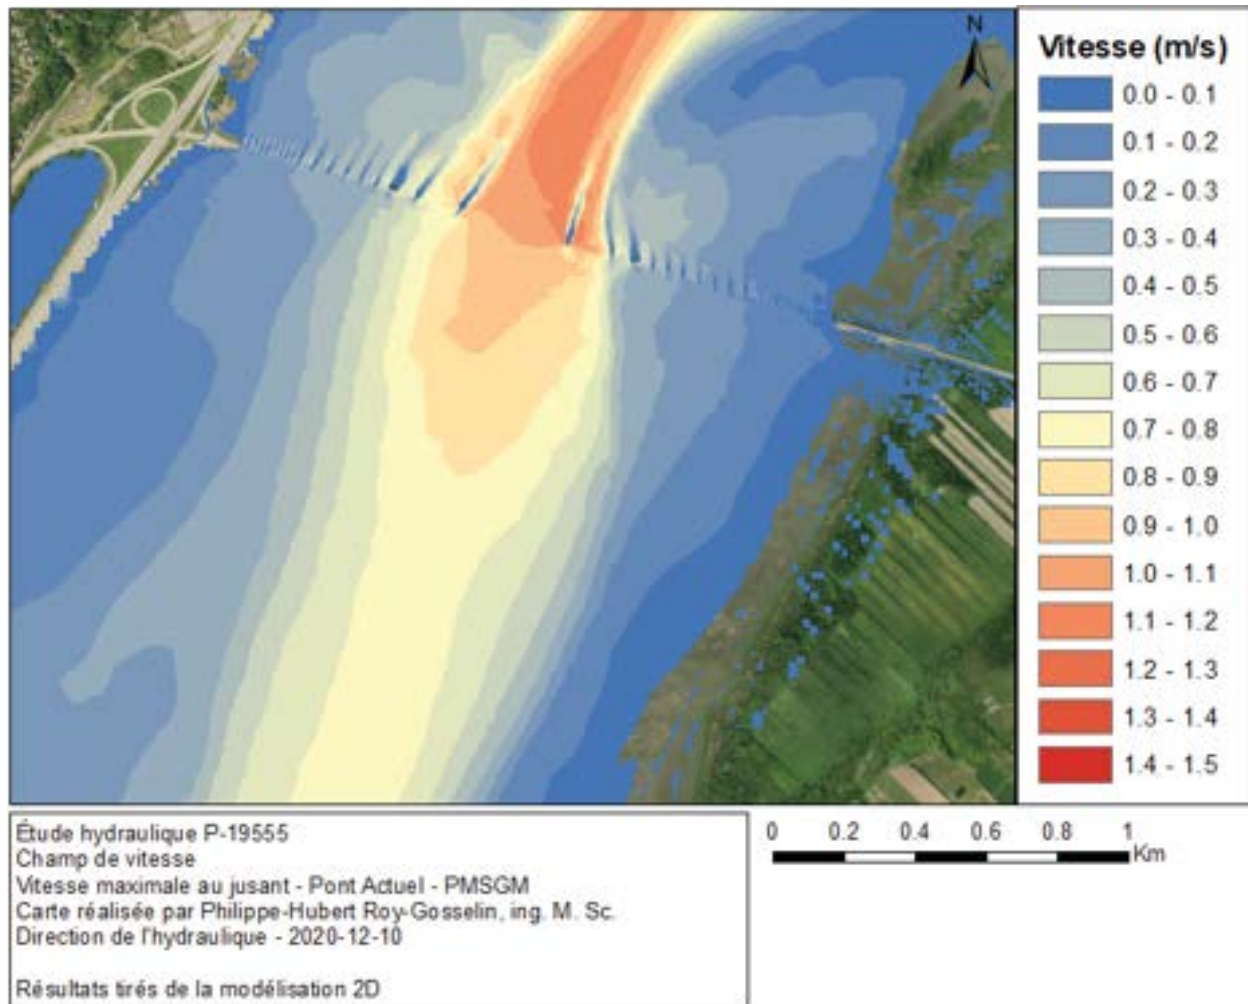 N
Vitesse (m/s)
0.0 - 0.1
0.1 - 0.2
0.2 - 0.3
0.3 - 0.4
0.4 - 0.5
0.5 - 0.6
0.6 - 0.7
0.7 - 0.8
0.8 - 0.9
0.9 - 1.0
1.0 - 1.1
1.1 - 1.2
1.2 - 1.3
1.3 - 1.4
1.4 - 1.5
Étude hydraulique P-19555
Champ de vitesse
Vitesse maximale au jusant - Pont Actuel - PMSGM
Carte réalisée par Philippe-Hubert Roy-Gosselin, ing. M. Sc.
Direction de l'hydraulique - 2020-12-10
Résultats tirés de la modélisation 2D
0 0.2 0.4 0.6 0.8 1
Km